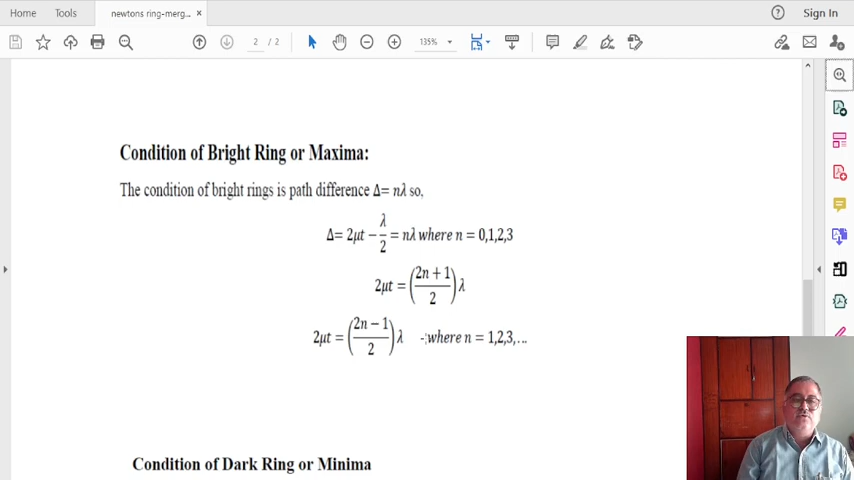 Home
Tools
newtons ring-merg...
×
?
Sign In
2 / 2
135%
Condition of Bright Ring or Maxima:
The condition of bright rings is path difference Δ= nλ so,
Δ= 2μt − λ/2 = nλ where n = 0,1,2,3
2μt = ((2n + 1)/2) λ
2μt = ((2n − 1)/2) λ -:where n = 1,2,3,...
Condition of Dark Ring or Minima